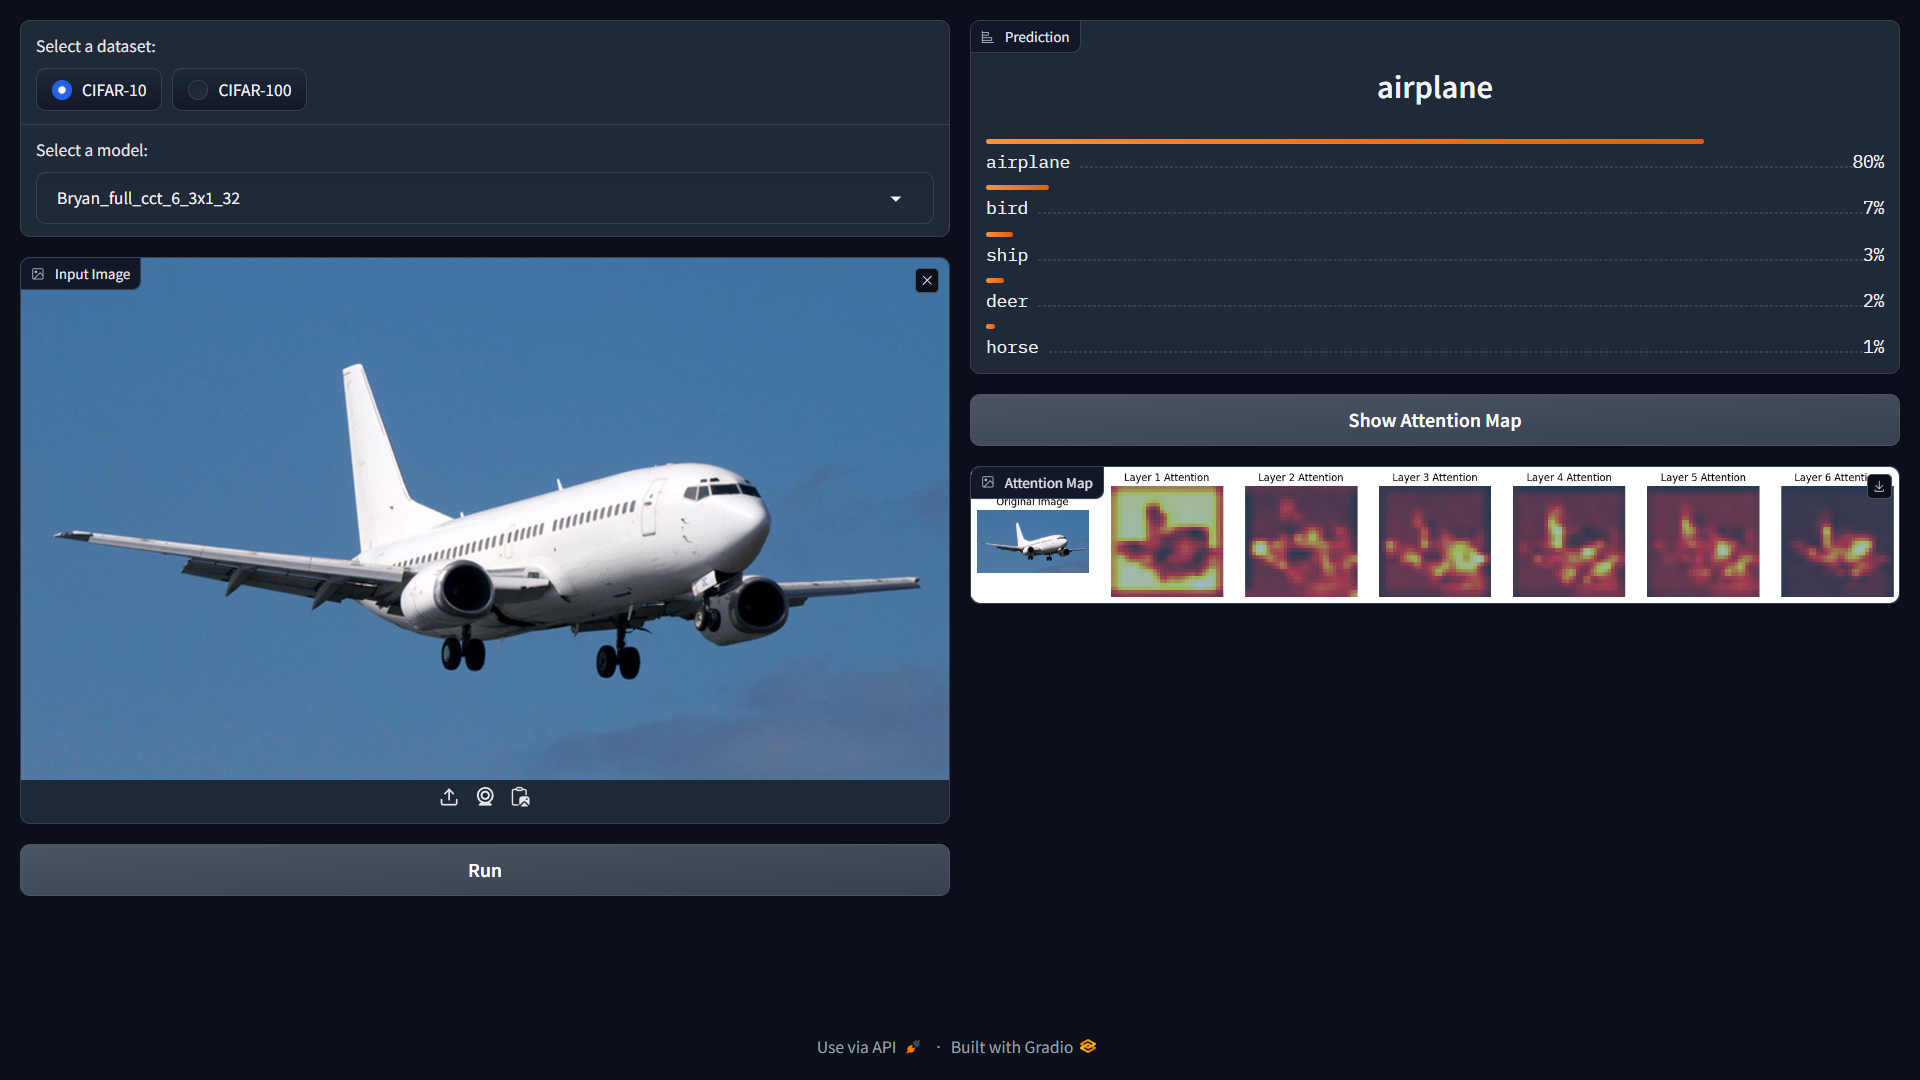 Select a dataset:
CIFAR-10
CIFAR-100
Select a model:
Bryan_full_cct_6_3x1_32
Input Image
Run
Prediction
airplane
airplane 80%
bird 7%
ship 3%
deer 2%
horse 1%
Show Attention Map
Attention Map
Original Image
Layer 1 Attention
Layer 2 Attention
Layer 3 Attention
Layer 4 Attention
Layer 5 Attention
Layer 6 Attenti
Use via API · Built with Gradio